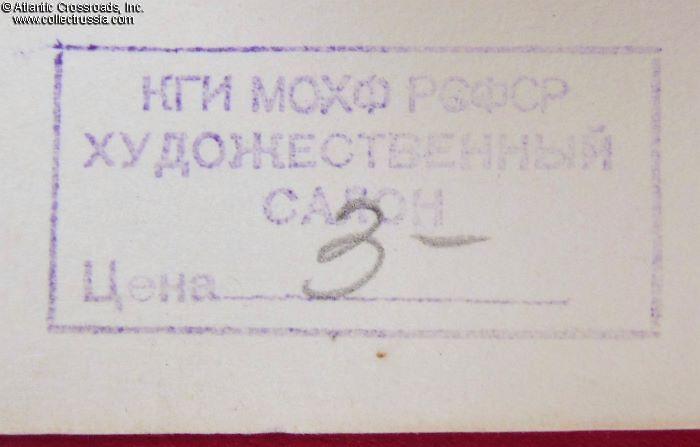 © Atlantic Crossroads, Inc.
www.collectrussia.com
КГИ МОХФ РСФСР
ХУДОЖЕСТВЕННЫЙ
САЛОН
Цена 3-